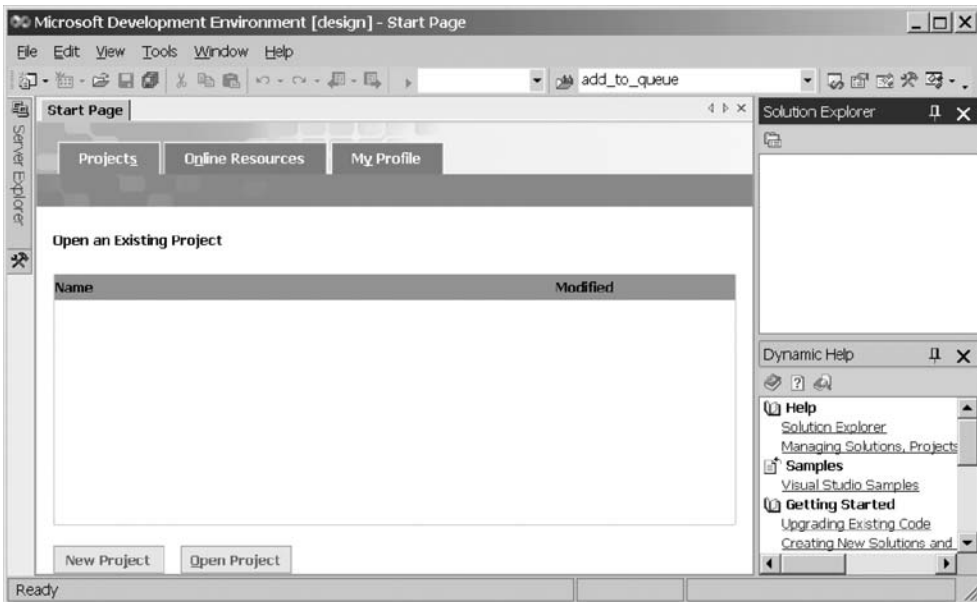 Microsoft Development Environment [design] - Start Page
File Edit View Tools Window Help
add_to_queue
Server Explorer
Start Page
Projects Online Resources My Profile
Open an Existing Project
Name Modified
New Project Open Project
Solution Explorer
Dynamic Help
Help
Solution Explorer
Managing Solutions, Projects
Samples
Visual Studio Samples
Getting Started
Upgrading Existing Code
Creating New Solutions and
Ready